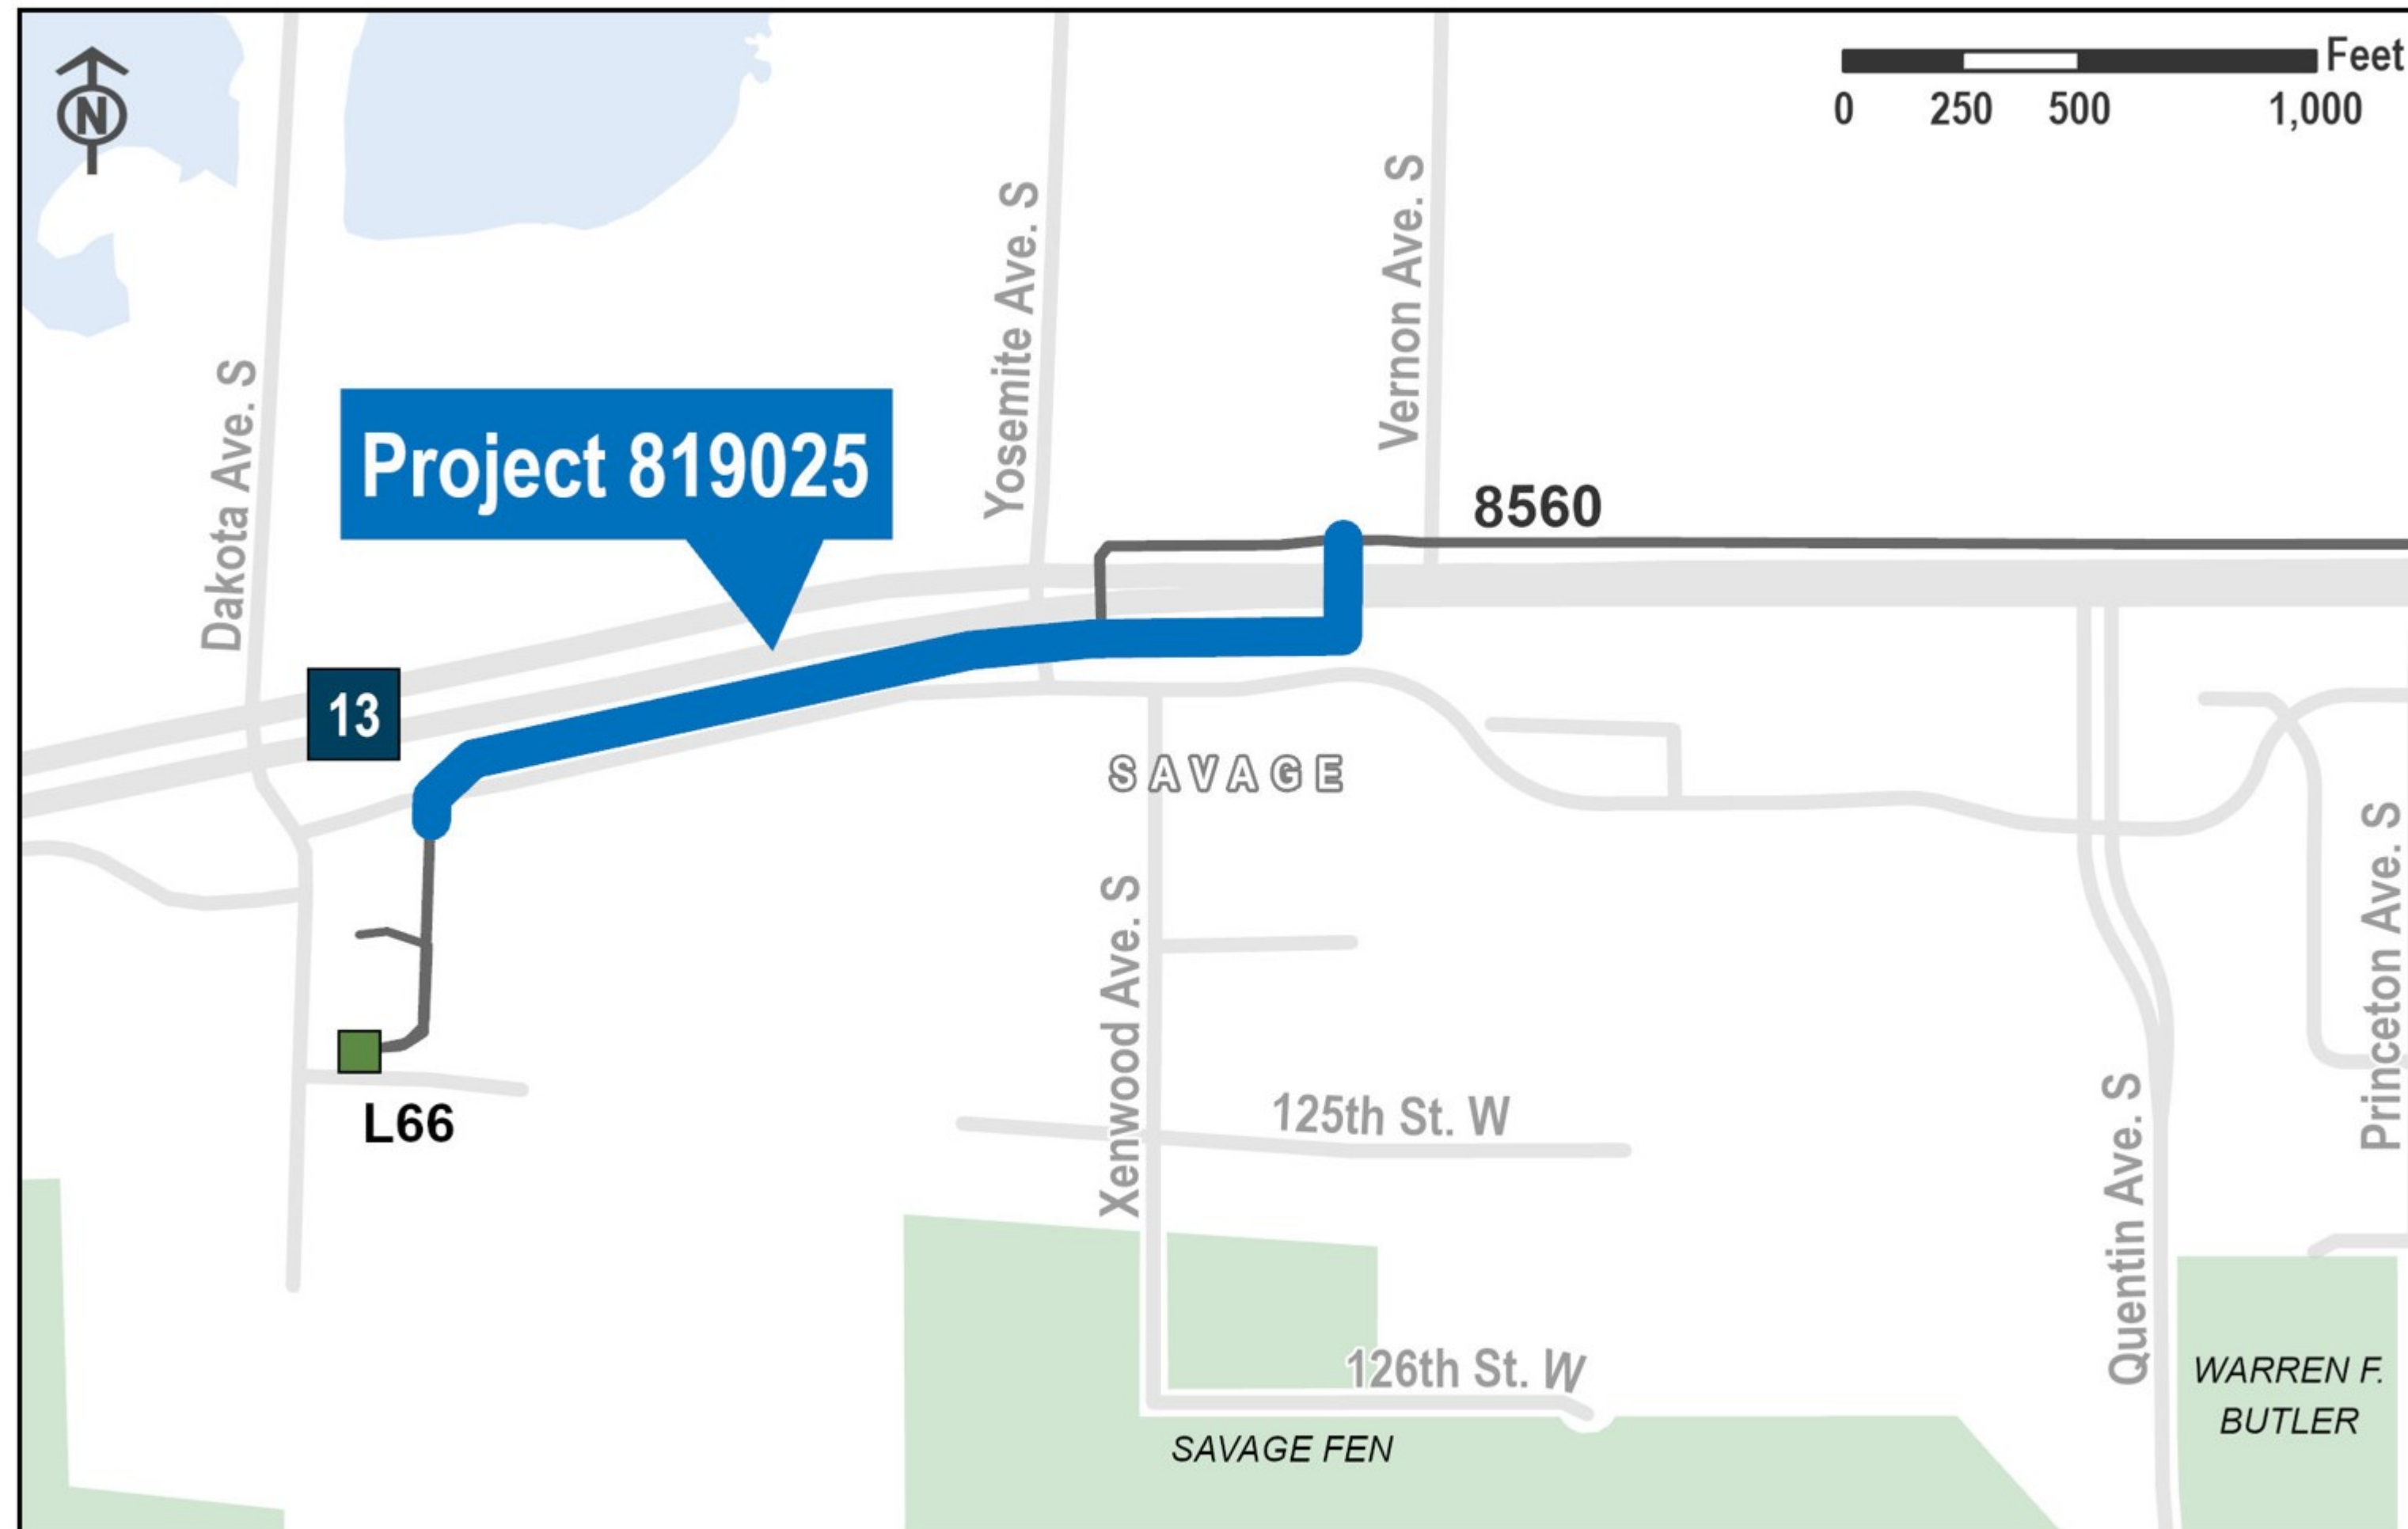 N
Feet
0 250 500 1,000
Dakota Ave. S
Yosemite Ave. S
Vernon Ave. S
Project 819025
8560
13
SAVAGE
L66
Xenwood Ave. S
125th St. W
126th St. W
SAVAGE FEN
Quentin Ave. S
Princeton Ave. S
WARREN F.
BUTLER